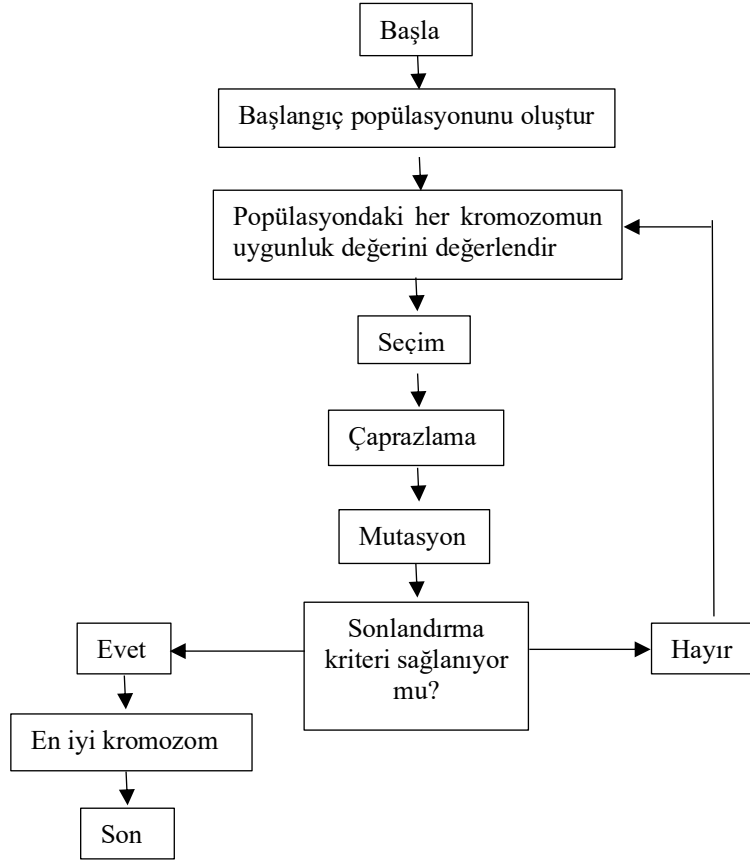 Başla
Başlangıç popülasyonunu oluştur
Popülasyondaki her kromozomun
uygunluk değerini değerlendir
Seçim
Çaprazlama
Mutasyon
Sonlandırma
kriteri sağlanıyor
mu?
Evet
Hayır
En iyi kromozom
Son